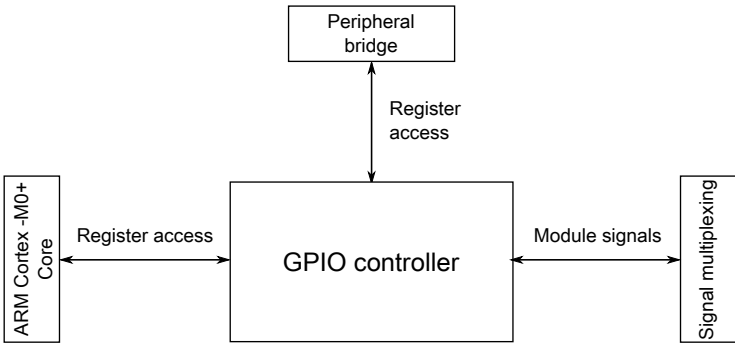 Peripheral
bridge
Register
access
ARM Cortex -M0+
Core
Register access
GPIO controller
Module signals
Signal multiplexing